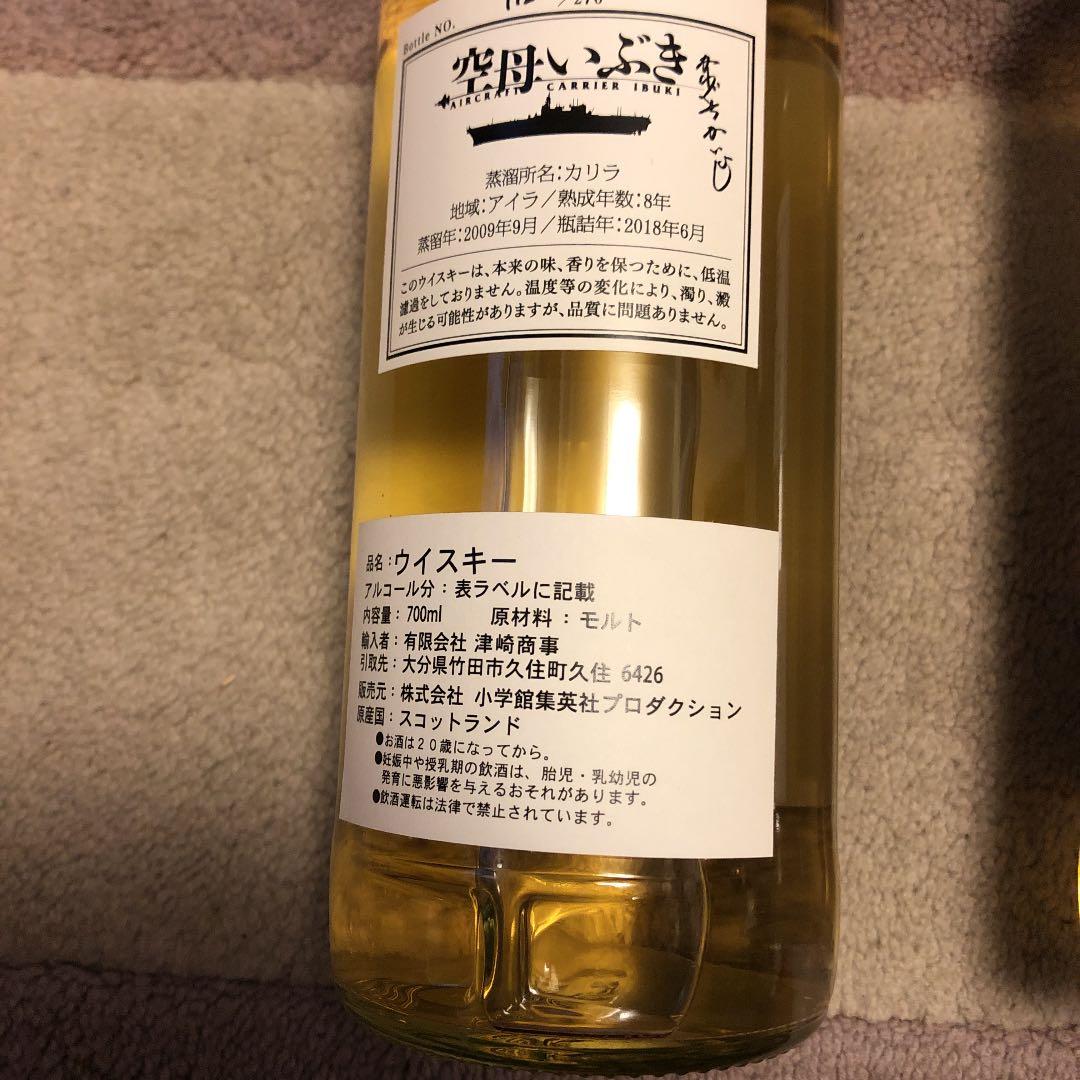 Bottle NO.
空母いぶき
AIRCRAFT CARRIER IBUKI
かわぐちかいじ
蒸溜所名:カリラ
地域:アイラ/熟成年数:8年
蒸留年:2009年9月/瓶詰年:2018年6月
このウイスキーは、本来の味、香りを保つために、低温
濾過をしておりません。温度等の変化により、濁り、澱
が生じる可能性がありますが、品質に問題ありません。
品名:ウイスキー
アルコール分:表ラベルに記載
内容量:700ml 原材料:モルト
輸入者:有限会社 津崎商事
引取先:大分県竹田市久住町久住 6426
販売元:株式会社 小学館集英社プロダクション
原産国:スコットランド
●お酒は20歳になってから。
●妊娠中や授乳期の飲酒は、胎児・乳幼児の
発育に悪影響を与えるおそれがあります。
●飲酒運転は法律で禁止されています。